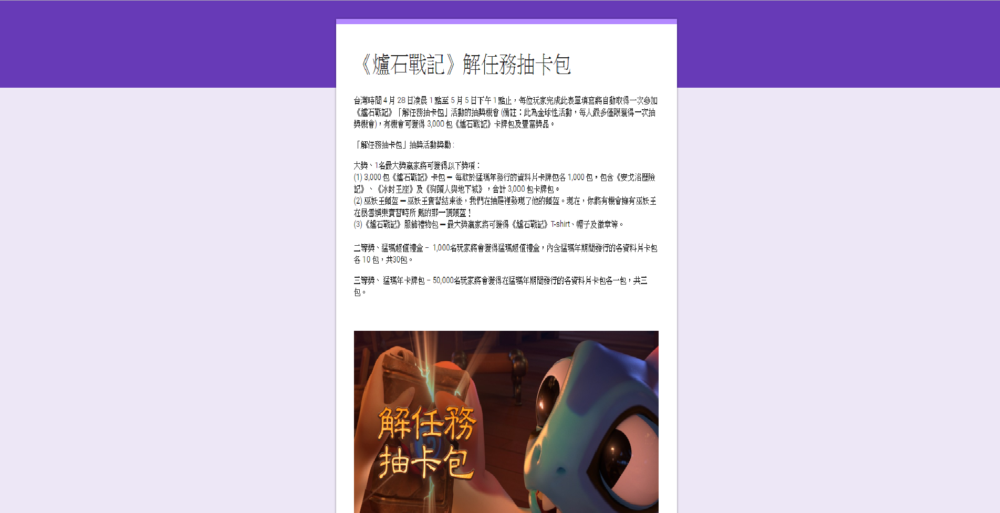 《爐石戰記》解任務抽卡包
台灣時間 4 月 28 日凌晨 1 點至 5 月 5 日下午 1 點止，每位玩家完成此表單填寫將自動取得一次參加
《爐石戰記》「解任務抽卡包」活動的抽獎機會 (備註：此為全球性活動，每人最多僅限獲得一次抽
獎機會)，有機會可獲得 3,000 包《爐石戰記》卡牌包及豐富獎品。
「解任務抽卡包」抽獎活動獎勵 :
大獎、1名最大獎贏家將可獲得以下獎項：
(1) 3,000 包《爐石戰記》卡包 ─ 每款於猛瑪年發行的資料片卡牌包各 1,000 包，包含《安戈洛歷險
記》、《冰封王座》及《狗頭人與地下城》，合計 3,000 包卡牌包。
(2) 巫妖王頭盔 ─ 巫妖王實習結束後，我們在抽屜裡發現了他的頭盔。現在，你將有機會擁有巫妖王
在暴雪娛樂實習時所 戴的那一頂頭盔！
(3)《爐石戰記》服飾禮物包 ─ 最大獎贏家將可獲得《爐石戰記》T-shirt、帽子及徽章等。
二等獎、猛瑪超值禮盒 – 1,000名玩家將會獲得猛瑪超值禮盒，內含猛瑪年期間發行的各資料片卡包
各 10 包，共30包。
三等獎、 猛瑪年卡牌包 – 50,000名玩家將會獲得在猛瑪年期間發行的各資料片卡包各一包，共三
包。
解任務
抽卡包